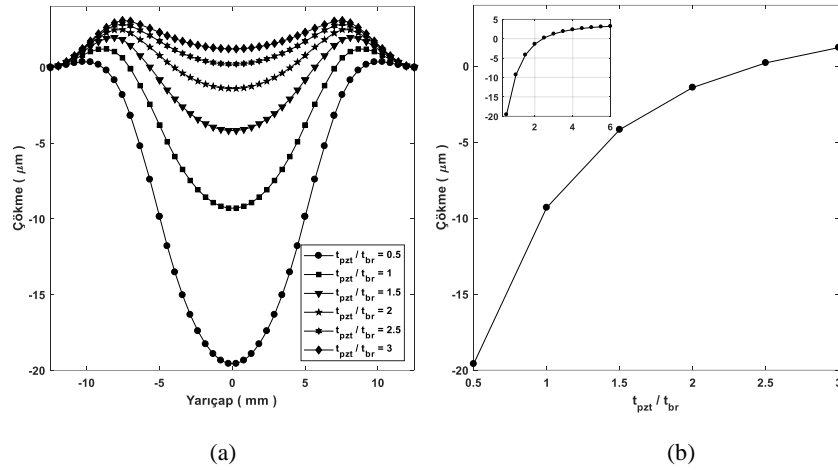 0
-5
-10
-15
-20
Çökme ( μm )
t_pzt / t_br = 0.5
t_pzt / t_br = 1
t_pzt / t_br = 1.5
t_pzt / t_br = 2
t_pzt / t_br = 2.5
t_pzt / t_br = 3
-10 -5 0 5 10
Yarıçap ( mm )
(a)
5
0
-5
-10
-15
-20
2 4 6
5
0
-5
-10
-15
-20
Çökme ( μm )
0.5 1 1.5 2 2.5 3
t_pzt / t_br
(b)